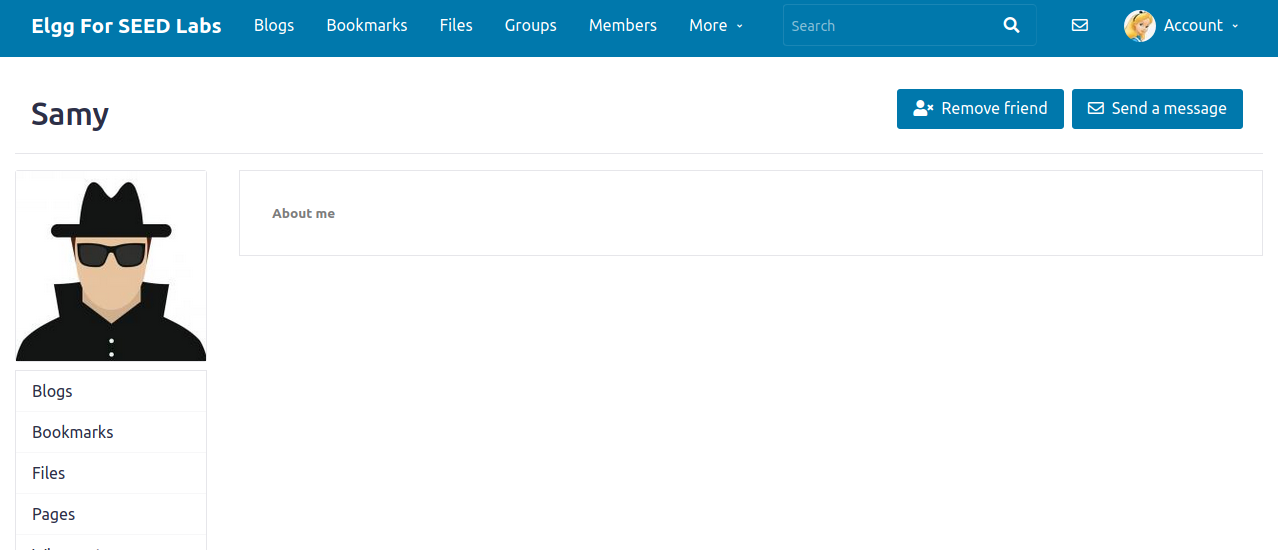 Elgg For SEED Labs Blogs Bookmarks Files Groups Members More Search Account
Samy Remove friend Send a message
About me
Blogs
Bookmarks
Files
Pages